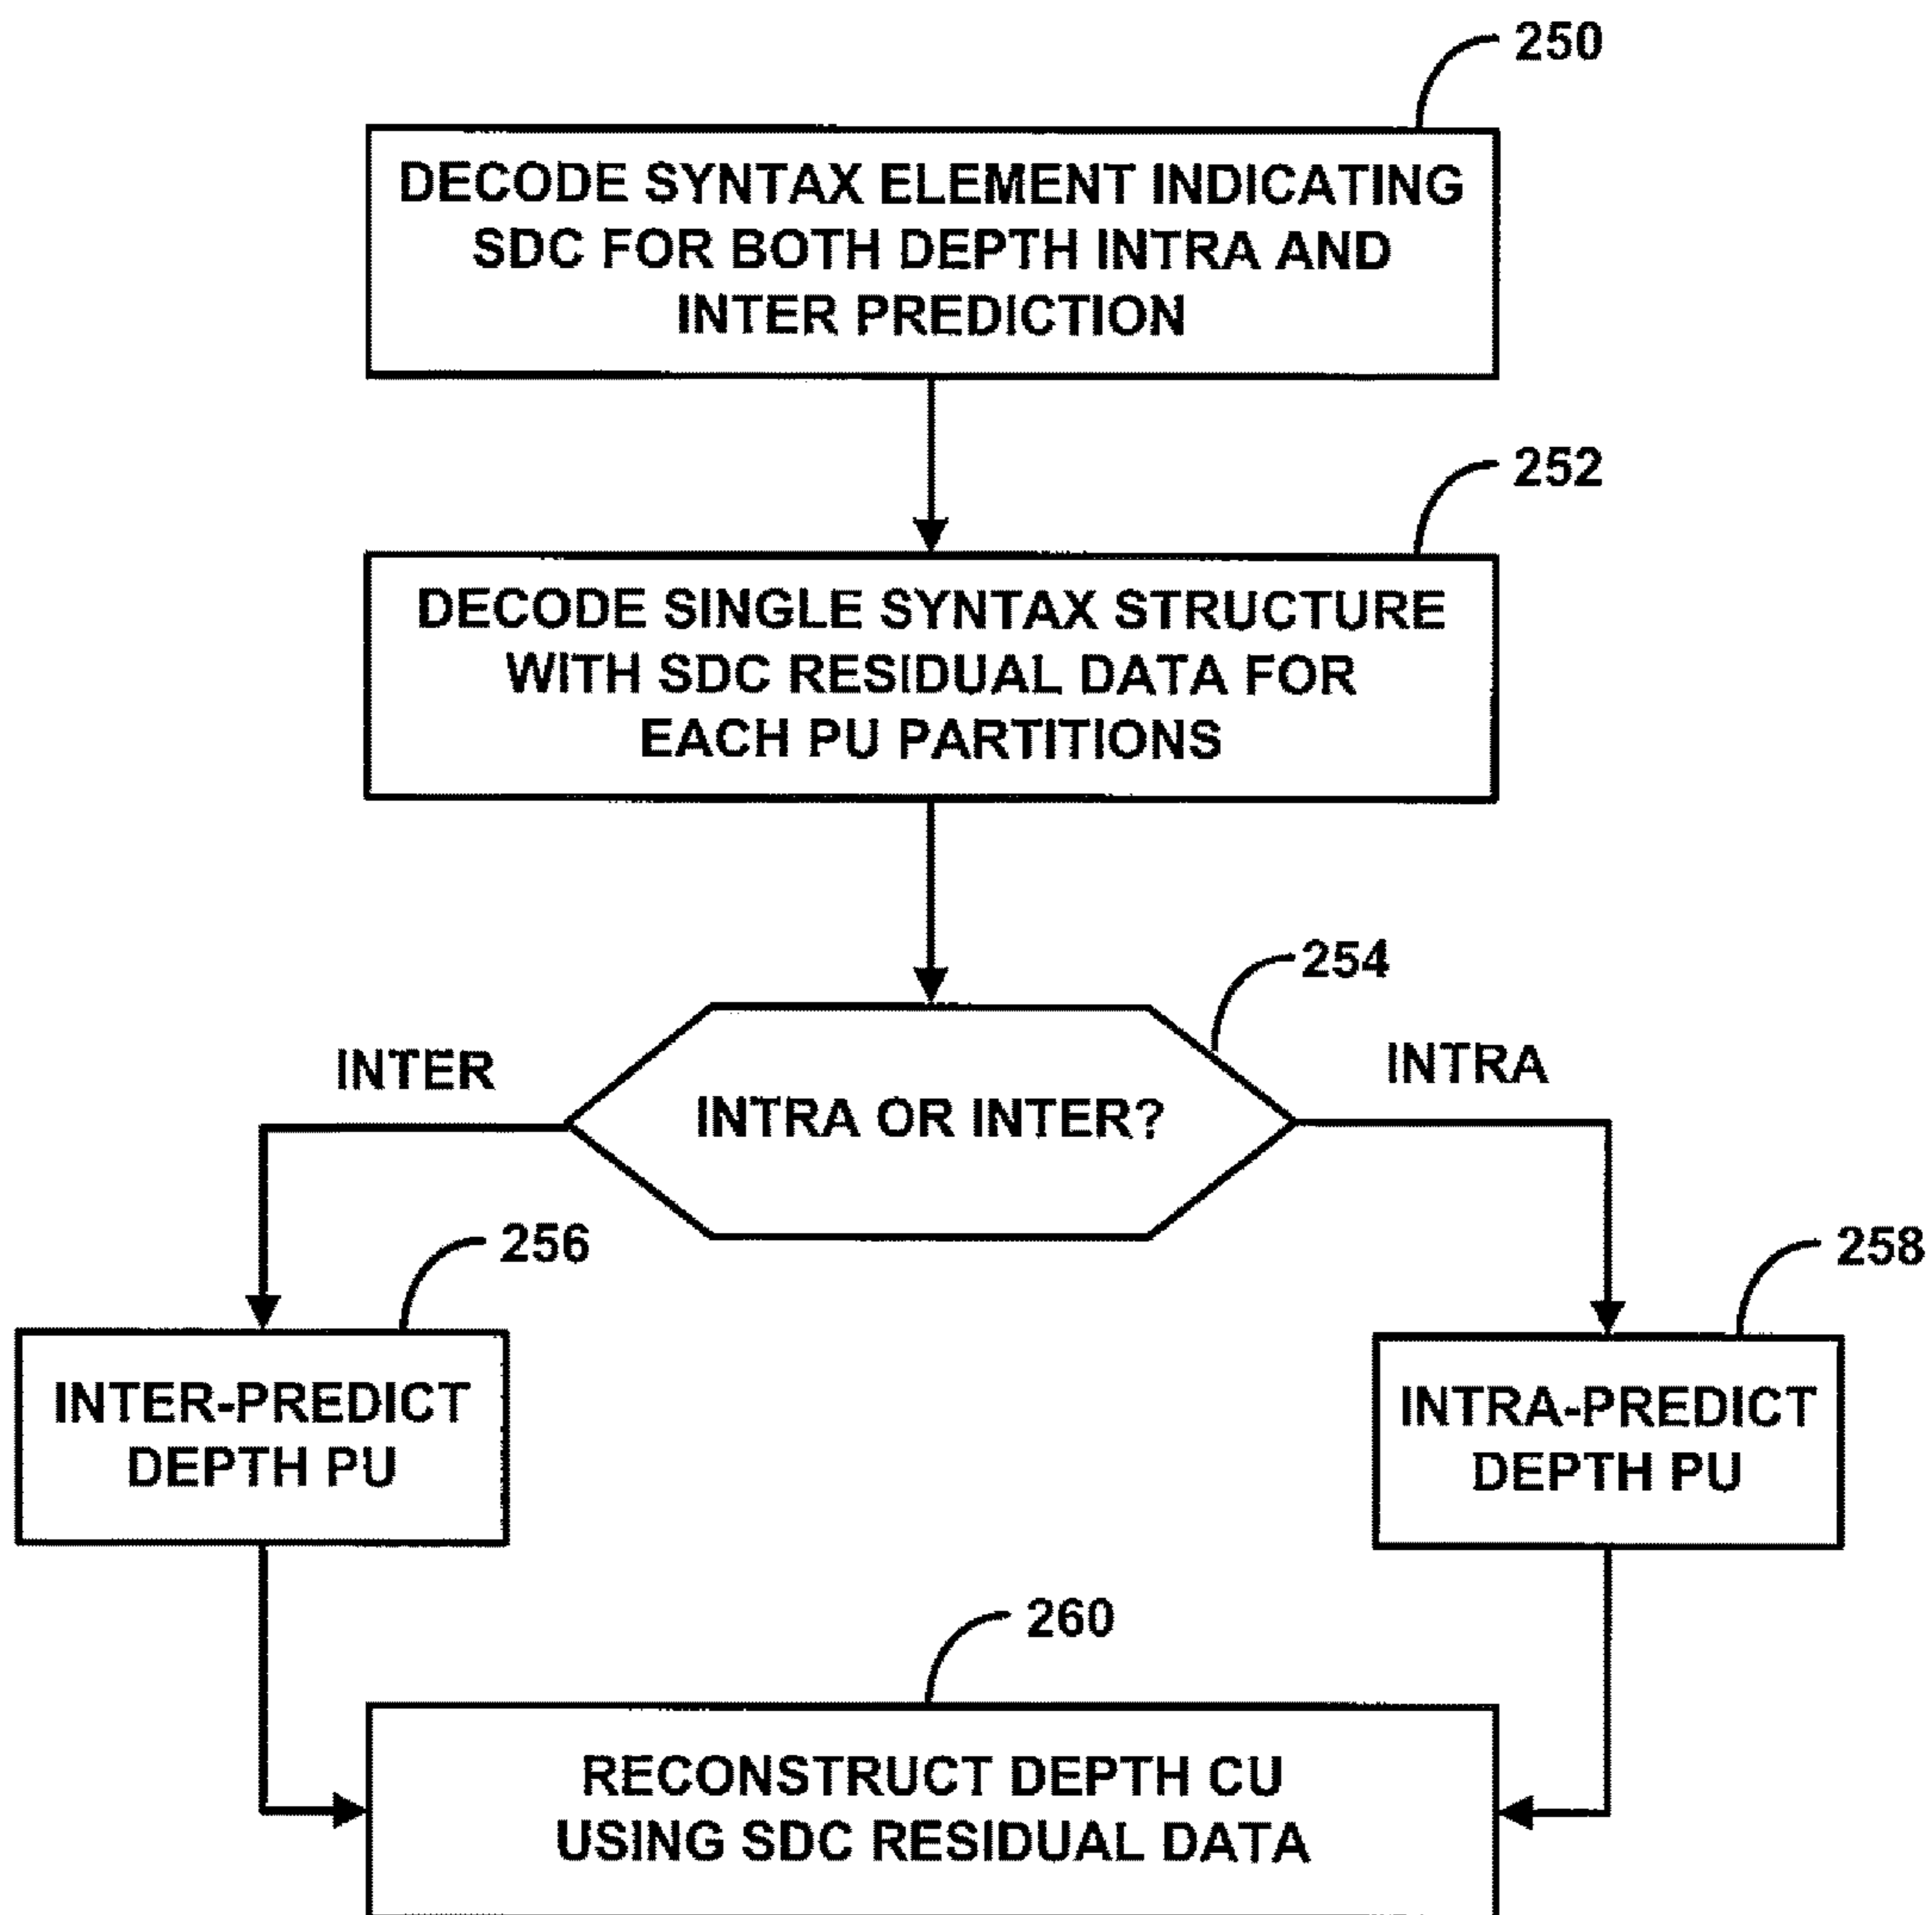 250
DECODE SYNTAX ELEMENT INDICATING
SDC FOR BOTH DEPTH INTRA AND
INTER PREDICTION
252
DECODE SINGLE SYNTAX STRUCTURE
WITH SDC RESIDUAL DATA FOR
EACH PU PARTITIONS
254
INTER
INTRA
INTRA OR INTER?
256
258
INTER-PREDICT
DEPTH PU
INTRA-PREDICT
DEPTH PU
260
RECONSTRUCT DEPTH CU
USING SDC RESIDUAL DATA